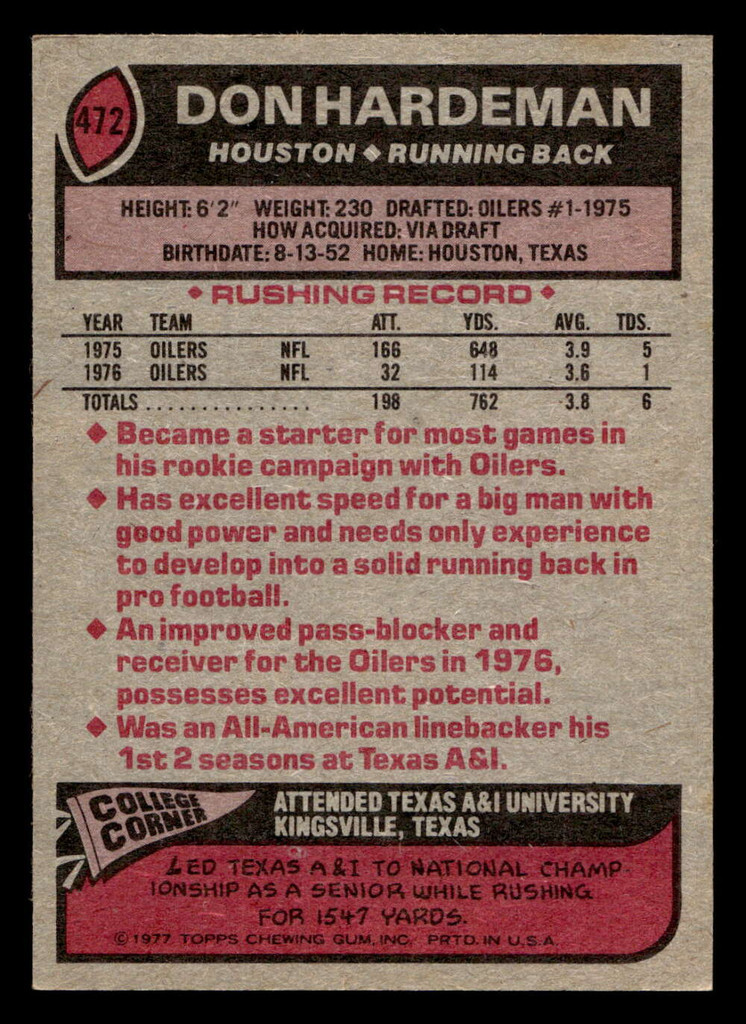 472
DON HARDEMAN
HOUSTON ◆ RUNNING BACK
HEIGHT: 6'2" WEIGHT: 230 DRAFTED: OILERS #1-1975
HOW ACQUIRED: VIA DRAFT
BIRTHDATE: 8-13-52 HOME: HOUSTON, TEXAS
◆ RUSHING RECORD ◆
YEAR TEAM ATT. YDS. AVG. TDS.
1975 OILERS NFL 166 648 3.9 5
1976 OILERS NFL 32 114 3.6 1
TOTALS ............... 198 762 3.8 6
◆ Became a starter for most games in
his rookie campaign with Oilers.
◆ Has excellent speed for a big man with
good power and needs only experience
to develop into a solid running back in
pro football.
◆ An improved pass-blocker and
receiver for the Oilers in 1976,
possesses excellent potential.
◆ Was an All-American linebacker his
1st 2 seasons at Texas A&I.
COLLEGE
CORNER
ATTENDED TEXAS A&I UNIVERSITY
KINGSVILLE, TEXAS
LED TEXAS A&I TO NATIONAL CHAMP
IONSHIP AS A SENIOR WHILE RUSHING
FOR 1547 YARDS.
© 1977 TOPPS CHEWING GUM, INC. PRTD. IN U.S.A.